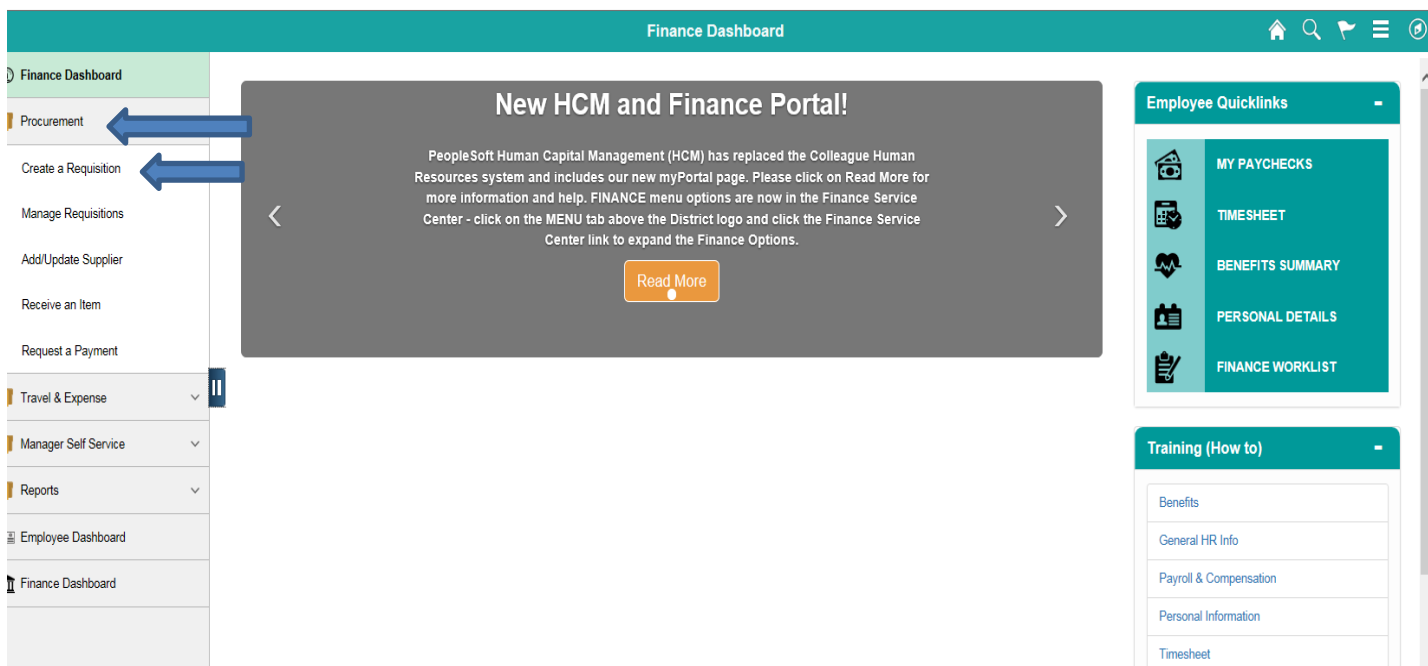 Finance Dashboard
Finance Dashboard
Procurement
Create a Requisition
Manage Requisitions
Add/Update Supplier
Receive an Item
Request a Payment
Travel & Expense
Manager Self Service
Reports
Employee Dashboard
Finance Dashboard
New HCM and Finance Portal!
PeopleSoft Human Capital Management (HCM) has replaced the Colleague Human
Resources system and includes our new myPortal page. Please click on Read More for
more information and help. FINANCE menu options are now in the Finance Service
Center - click on the MENU tab above the District logo and click the Finance Service
Center link to expand the Finance Options.
Read More
Employee Quicklinks
MY PAYCHECKS
TIMESHEET
BENEFITS SUMMARY
PERSONAL DETAILS
FINANCE WORKLIST
Training (How to)
Benefits
General HR Info
Payroll & Compensation
Personal Information
Timesheet